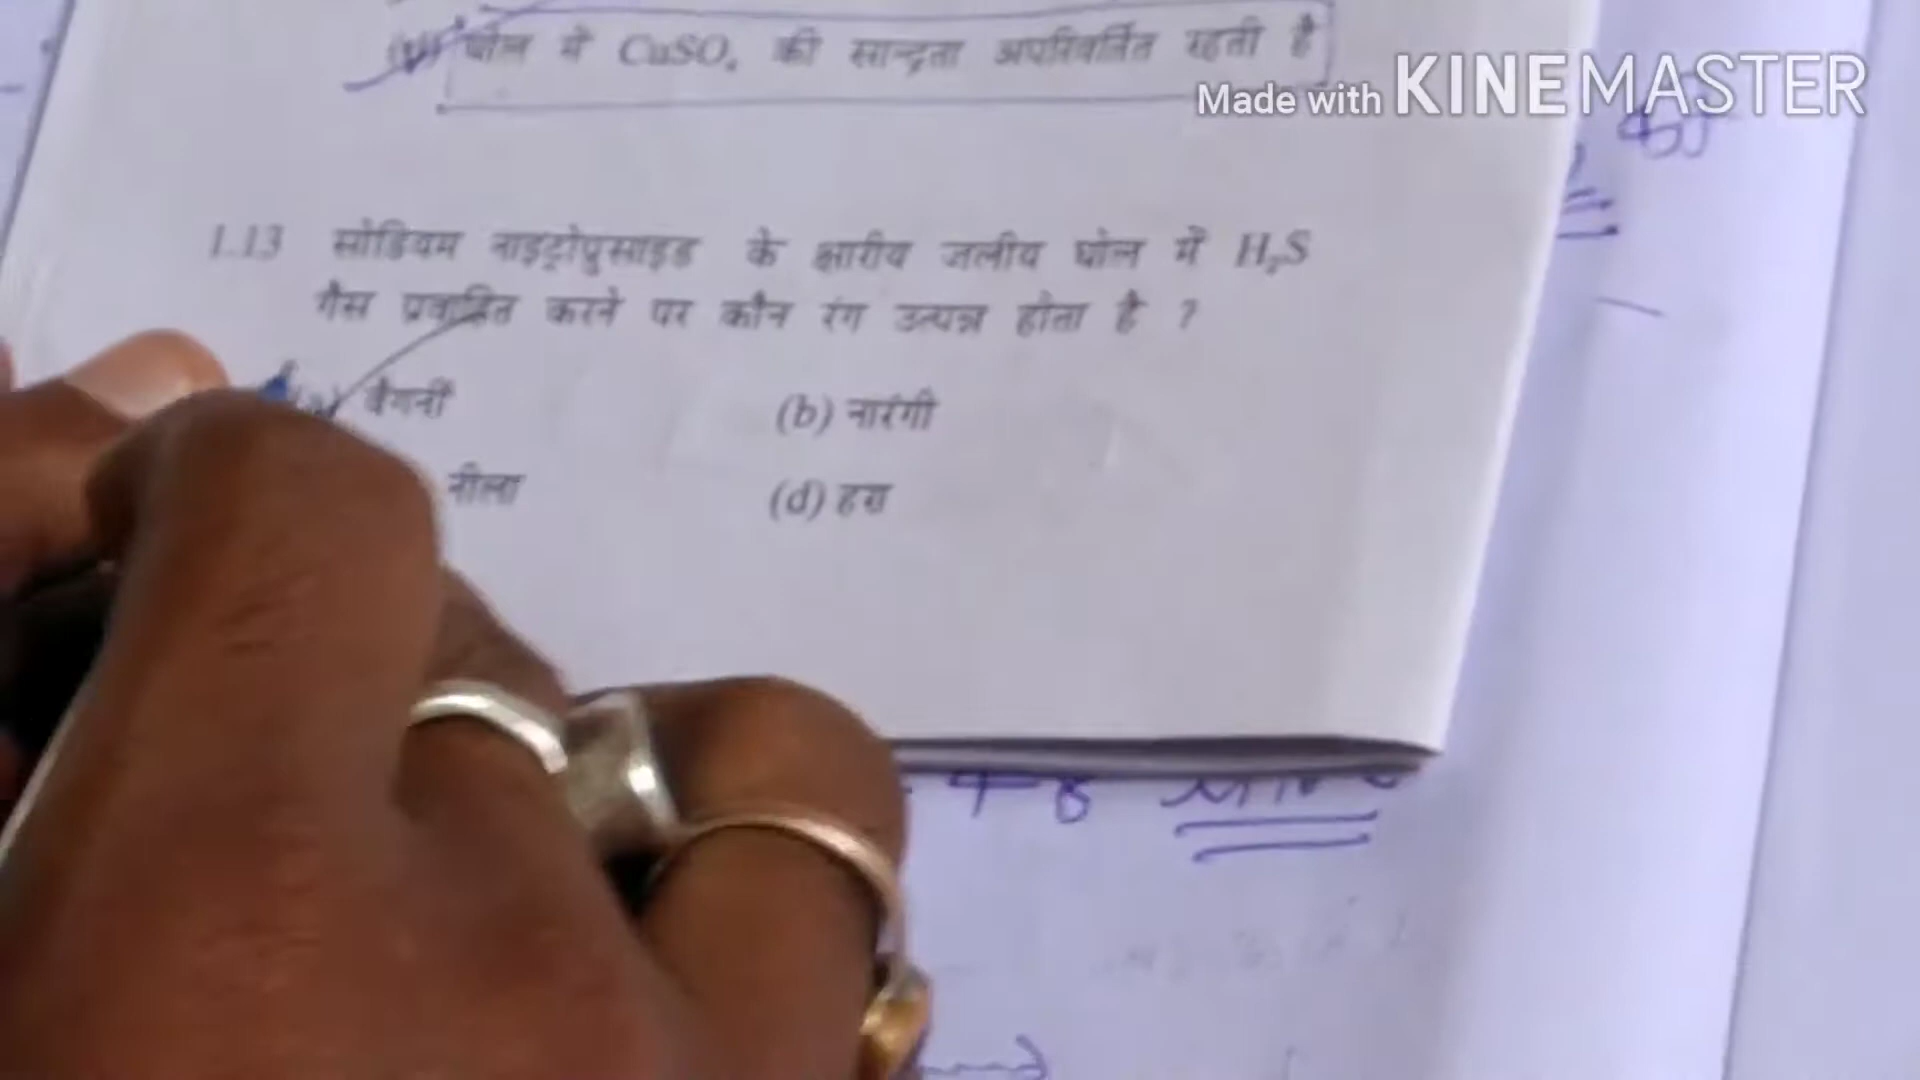 घोल में CuSO₄ की सान्द्रता अपरिवर्तित रहती है
Made with KINEMASTER
1.13 सोडियम नाइट्रोप्रुसाइड के क्षारीय जलीय घोल में H₂S
गैस प्रवाहित करने पर कौन रंग उत्पन्न होता है ?
(a) बैगनी (b) नारंगी
नीला (d) हरा